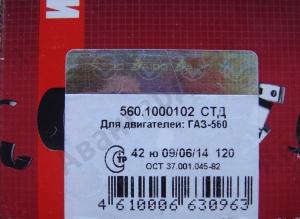 560.1000102 СТД
Для двигателей: ГАЗ-560
42 ю 09/06/14 120
ОСТ 37.001.045-82
4 610006 630963